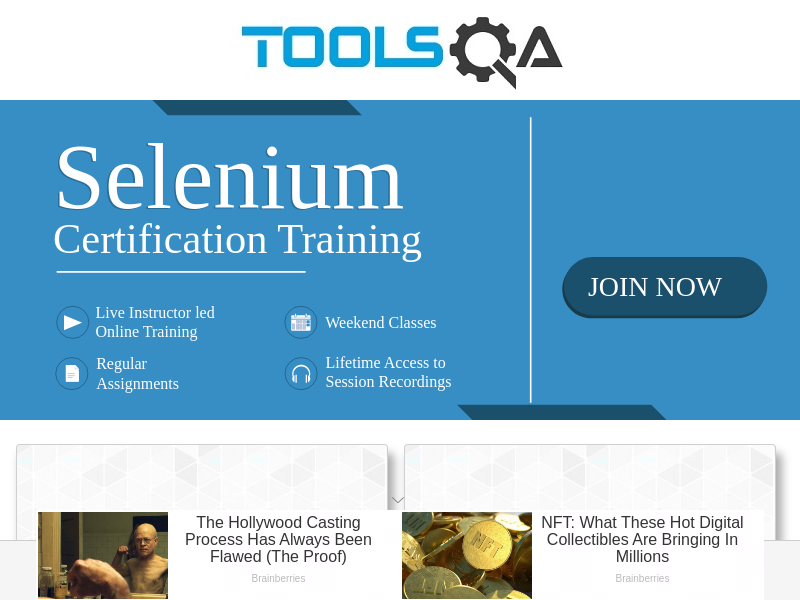 TOOLSQA
Selenium
Certification Training
JOIN NOW
Live Instructor led
Online Training
Weekend Classes
Regular
Assignments
Lifetime Access to
Session Recordings
The Hollywood Casting
Process Has Always Been
Flawed (The Proof)
Brainberries
NFT
NFT: What These Hot Digital
Collectibles Are Bringing In
Millions
Brainberries